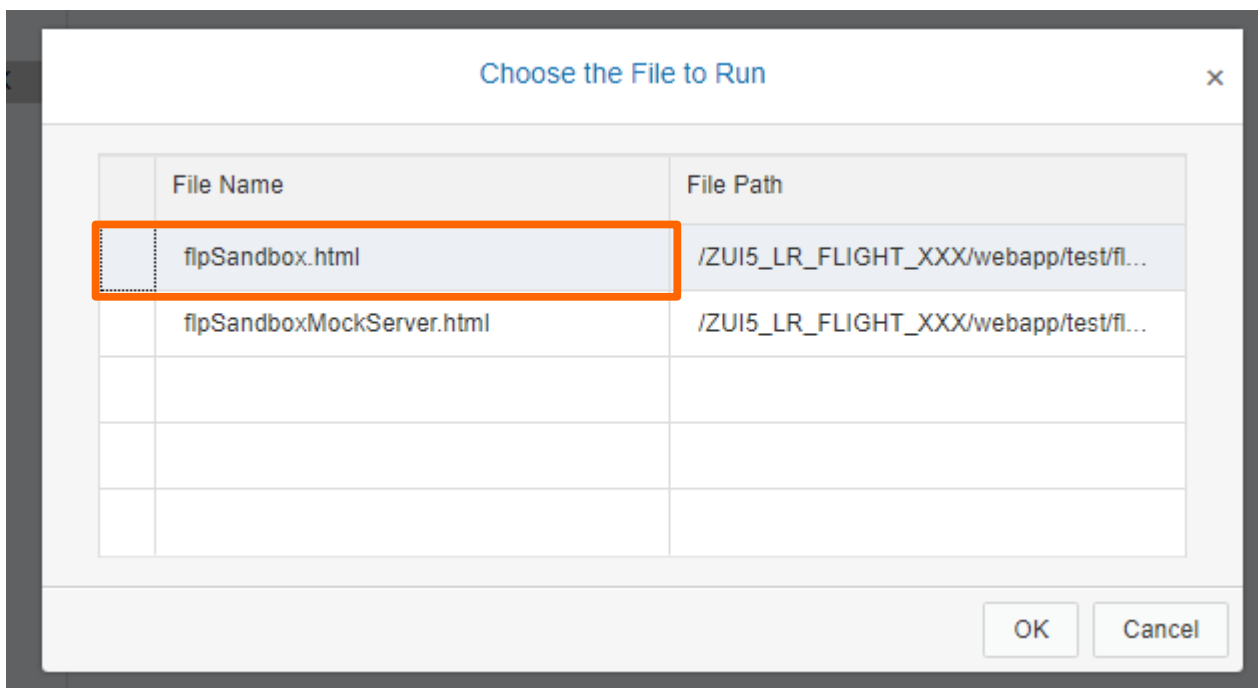 Choose the File to Run ×
File Name File Path
flpSandbox.html /ZUI5_LR_FLIGHT_XXX/webapp/test/fl...
flpSandboxMockServer.html /ZUI5_LR_FLIGHT_XXX/webapp/test/fl...
OK Cancel